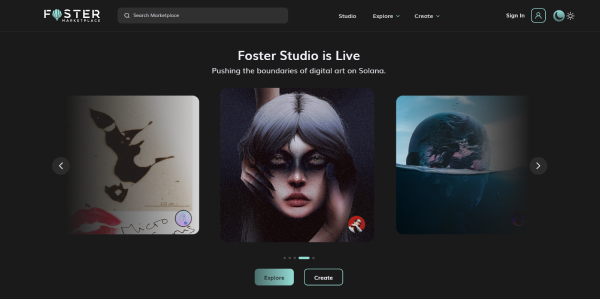 FOSTER
MARKETPLACE
Search Marketplace
Studio
Explore
Create
Sign In
Foster Studio is Live
Pushing the boundaries of digital art on Solana.
Micro
Explore
Create